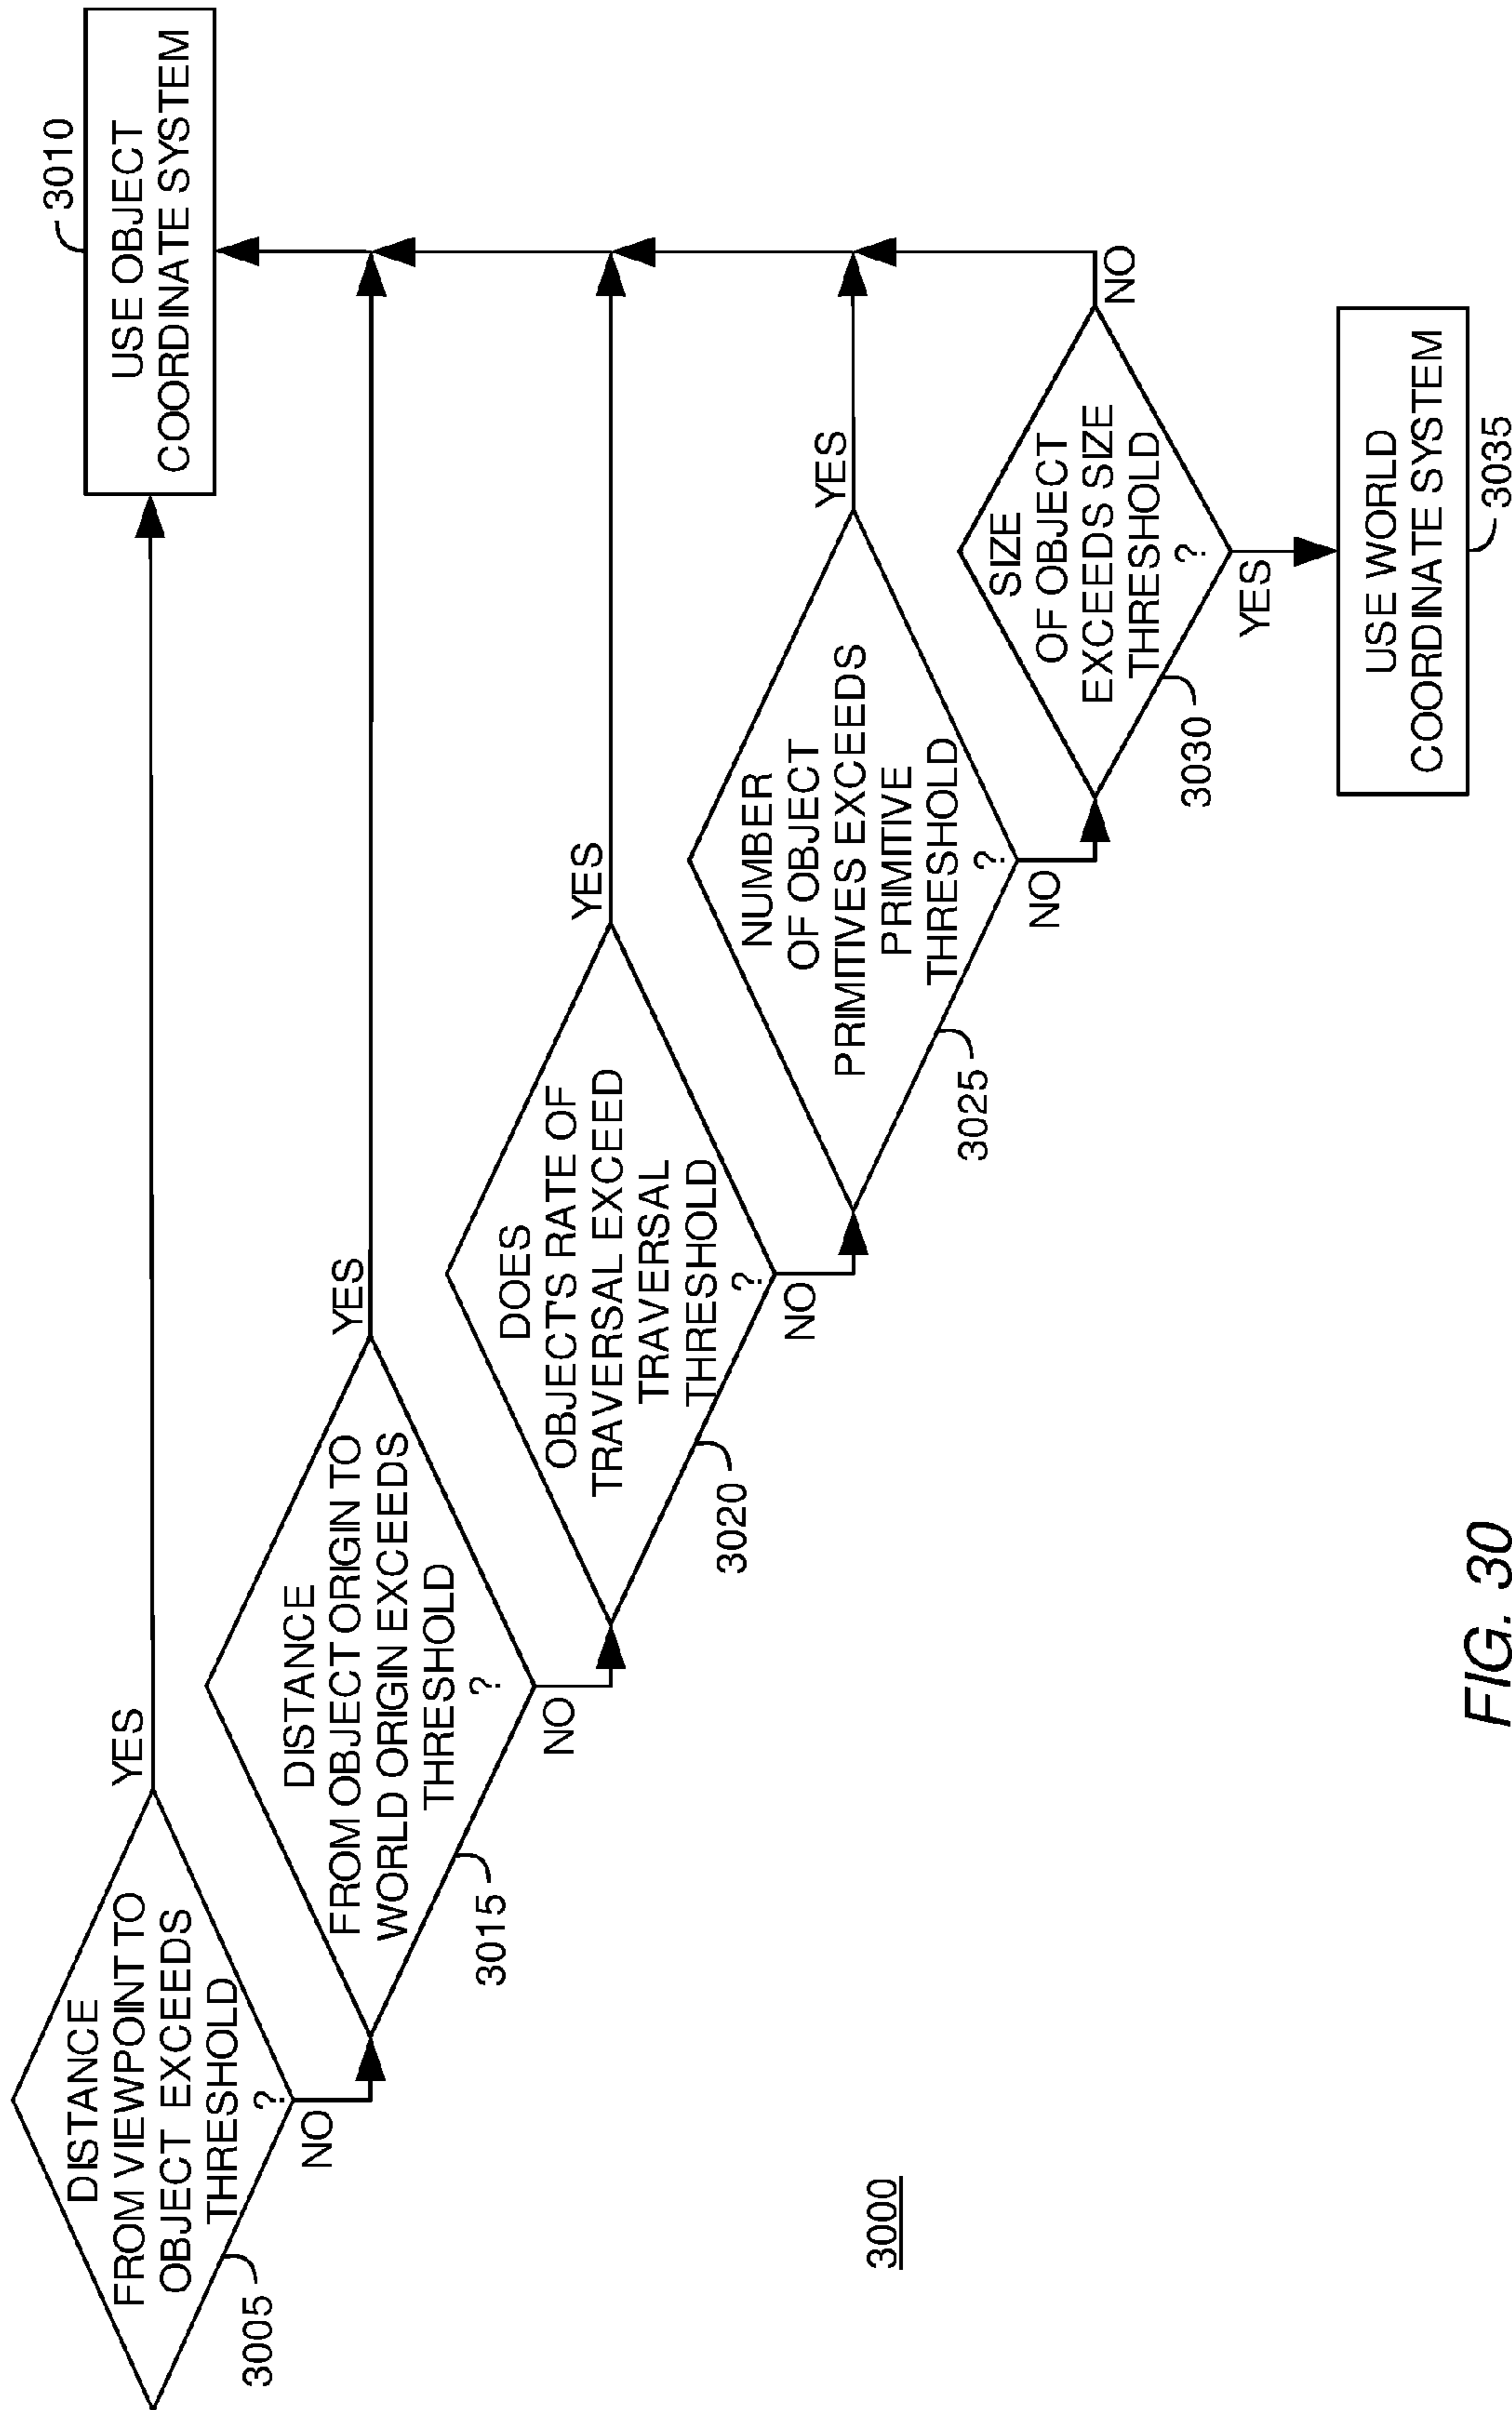 DISTANCE
FROM VIEWPOINT TO
OBJECT EXCEEDS
THRESHOLD
?
3005
YES
NO
USE OBJECT
COORDINATE SYSTEM
3010
DISTANCE
FROM OBJECT ORIGIN TO
WORLD ORIGIN EXCEEDS
THRESHOLD
?
3015
YES
NO
DOES
OBJECT'S RATE OF
TRAVERSAL EXCEED
TRAVERSAL
THRESHOLD
?
3020
YES
NO
NUMBER
OF OBJECT
PRIMITIVES EXCEEDS
PRIMITIVE
THRESHOLD
?
3025
YES
NO
SIZE
OF OBJECT
EXCEEDS SIZE
THRESHOLD
?
3030
NO
YES
USE WORLD
COORDINATE SYSTEM
3035
3000
FIG. 30